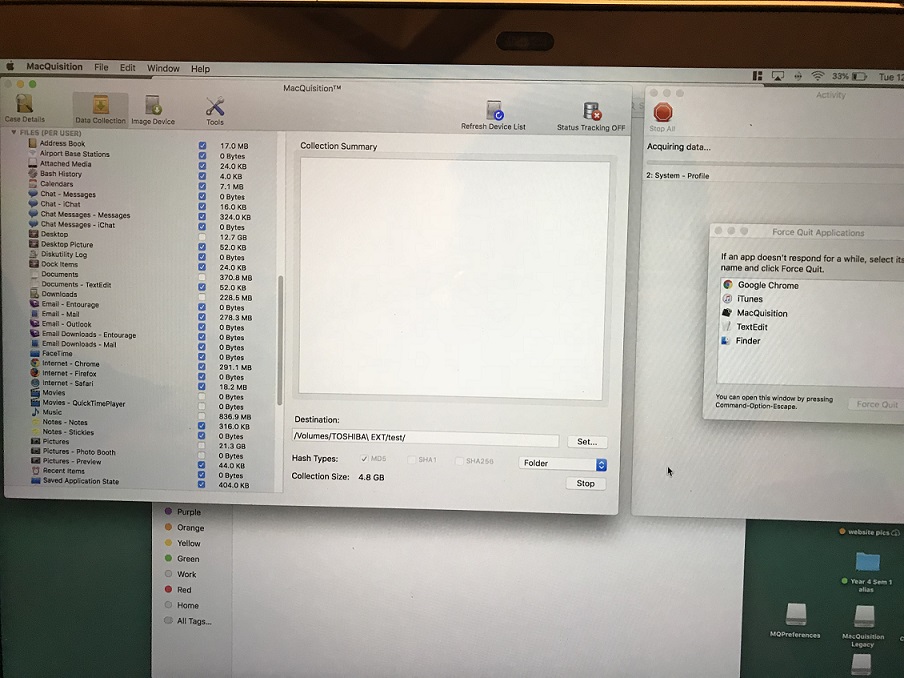 MacQuisition File Edit Window Help
33% Tue 12
MacQuisition™
Case Details
Data Collection
Image Device
Tools
Refresh Device List
Status Tracking OFF
FILES (PER USER)
Address Book 17.0 MB
Airport Base Stations 0 Bytes
Attached Media 24.0 KB
Bash History 4.0 KB
Calendars 7.1 MB
Chat - Messages 0 Bytes
Chat - iChat 16.0 KB
Chat Messages - Messages 324.0 KB
Chat Messages - iChat 0 Bytes
Desktop 12.7 GB
Desktop Picture 52.0 KB
Diskutility Log 0 Bytes
Dock Items 24.0 KB
Documents 370.8 MB
Documents - TextEdit 52.0 KB
Downloads 228.5 MB
Email - Entourage 0 Bytes
Email - Mail 278.3 MB
Email - Outlook 0 Bytes
Email Downloads - Entourage 0 Bytes
Email Downloads - Mail 0 Bytes
FaceTime 0 Bytes
Internet - Chrome 291.1 MB
Internet - Firefox 0 Bytes
Internet - Safari 18.2 MB
Movies 0 Bytes
Movies - QuickTimePlayer 0 Bytes
Music 836.9 MB
Notes - Notes 316.0 KB
Notes - Stickies 0 Bytes
Pictures 21.3 GB
Pictures - Photo Booth 0 Bytes
Pictures - Preview 44.0 KB
Recent Items 0 Bytes
Saved Application State 404.0 KB
Collection Summary
Destination:
/Volumes/TOSHIBA\ EXT/test/
Set...
Hash Types: MD5 SHA1 SHA256 Folder
Collection Size: 4.8 GB
Stop
Activity
Stop All
Acquiring data...
2: System - Profile
Force Quit Applications
If an app doesn't respond for a while, select its
name and click Force Quit.
Google Chrome
iTunes
MacQuisition
TextEdit
Finder
You can open this window by pressing
Command-Option-Escape.
Force Quit
Purple
Orange
Yellow
Green
Work
Red
Home
All Tags...
website pics
Year 4 Sem 1
alias
MQPreferences
MacQuisition
Legacy